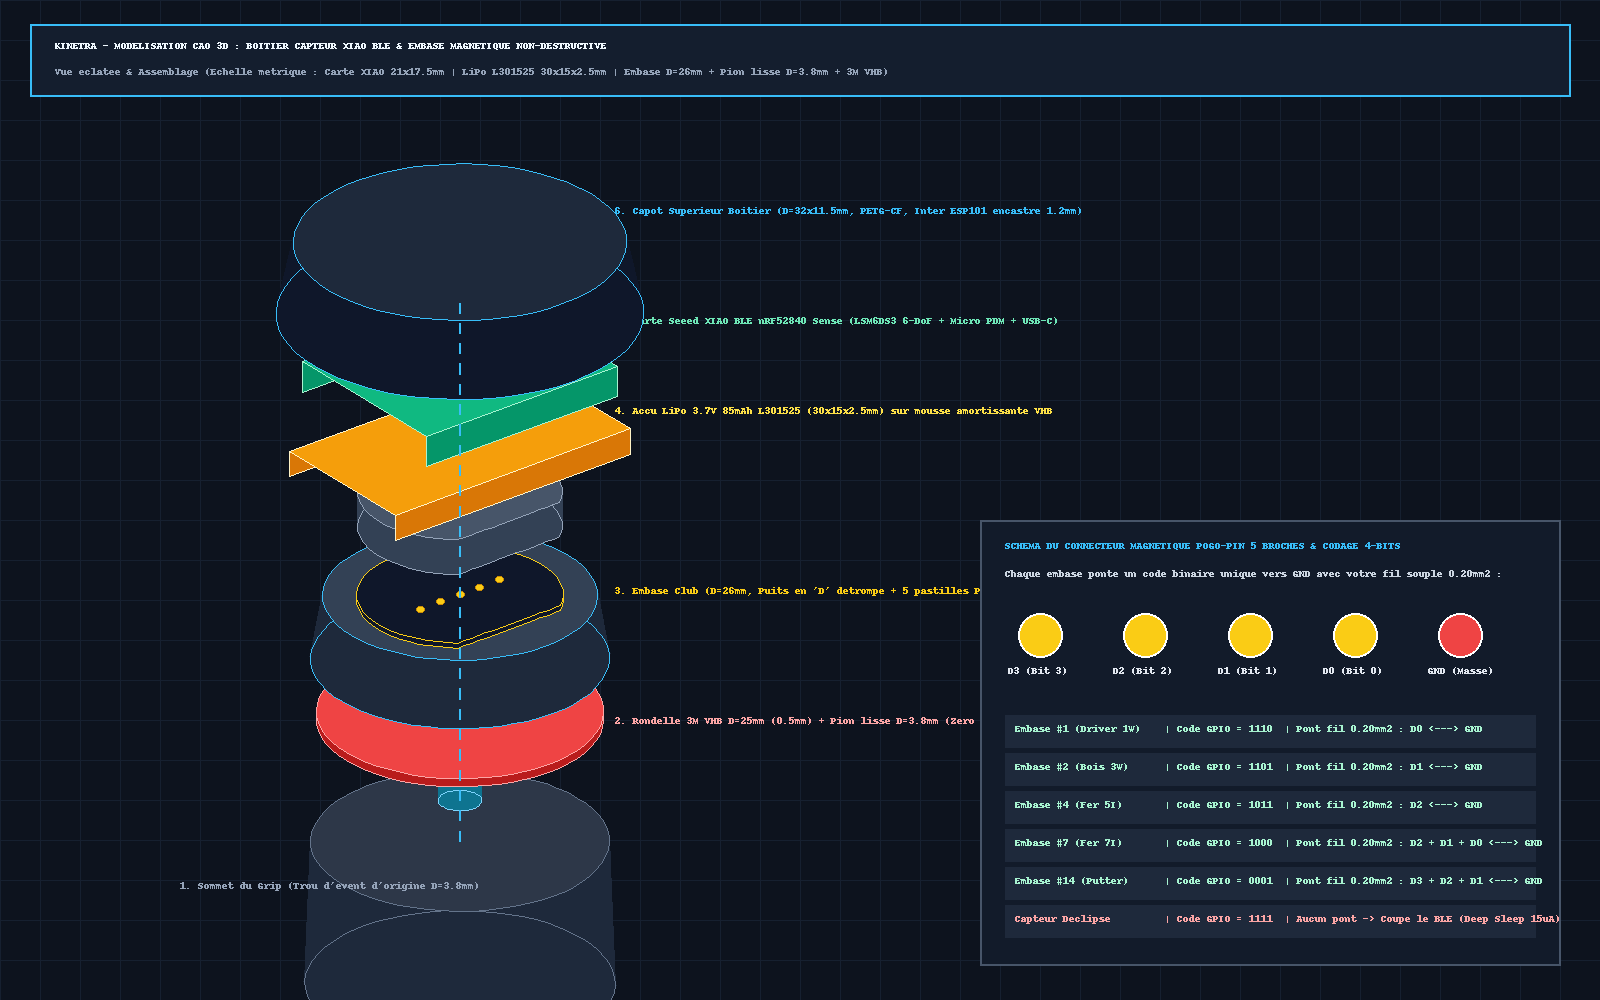 KINETRA - MODELISATION CAO 3D : BOITIER CAPTEUR XIAO BLE & EMBASE MAGNETIQUE NON-DESTRUCTIVE
Vue eclatee & Assemblage (Echelle metrique : Carte XIAO 21x17.5mm | LiPo L301525 30x15x2.5mm | Embase D=26mm + Pion lisse D=3.8mm + 3M VHB)
6. Capot Superieur Boitier (D=32x11.5mm, PETG-CF, Inter ESP101 encastre 1.2mm)
arte Seeed XIAO BLE nRF52840 Sense (LSM6DS3 6-DoF + Micro PDM + USB-C)
4. Accu LiPo 3.7V 85mAh L301525 (30x15x2.5mm) sur mousse amortissante VHB
3. Embase Club (D=26mm, Puits en 'D' detrompe + 5 pastilles P
2. Rondelle 3M VHB D=25mm (0.5mm) + Pion lisse D=3.8mm (Zero
1. Sommet du Grip (Trou d'event d'origine D=3.8mm)
SCHEMA DU CONNECTEUR MAGNETIQUE POGO-PIN 5 BROCHES & CODAGE 4-BITS
Chaque embase ponte un code binaire unique vers GND avec votre fil souple 0.20mm2 :
D3 (Bit 3) D2 (Bit 2) D1 (Bit 1) D0 (Bit 0) GND (Masse)
Embase #1 (Driver 1W) | Code GPIO = 1110 | Pont fil 0.20mm2 : D0 <---> GND
Embase #2 (Bois 3W) | Code GPIO = 1101 | Pont fil 0.20mm2 : D1 <---> GND
Embase #4 (Fer 5I) | Code GPIO = 1011 | Pont fil 0.20mm2 : D2 <---> GND
Embase #7 (Fer 7I) | Code GPIO = 1000 | Pont fil 0.20mm2 : D2 + D1 + D0 <---> GND
Embase #14 (Putter) | Code GPIO = 0001 | Pont fil 0.20mm2 : D3 + D2 + D1 <---> GND
Capteur Declipse | Code GPIO = 1111 | Aucun pont -> Coupe le BLE (Deep Sleep 15uA)